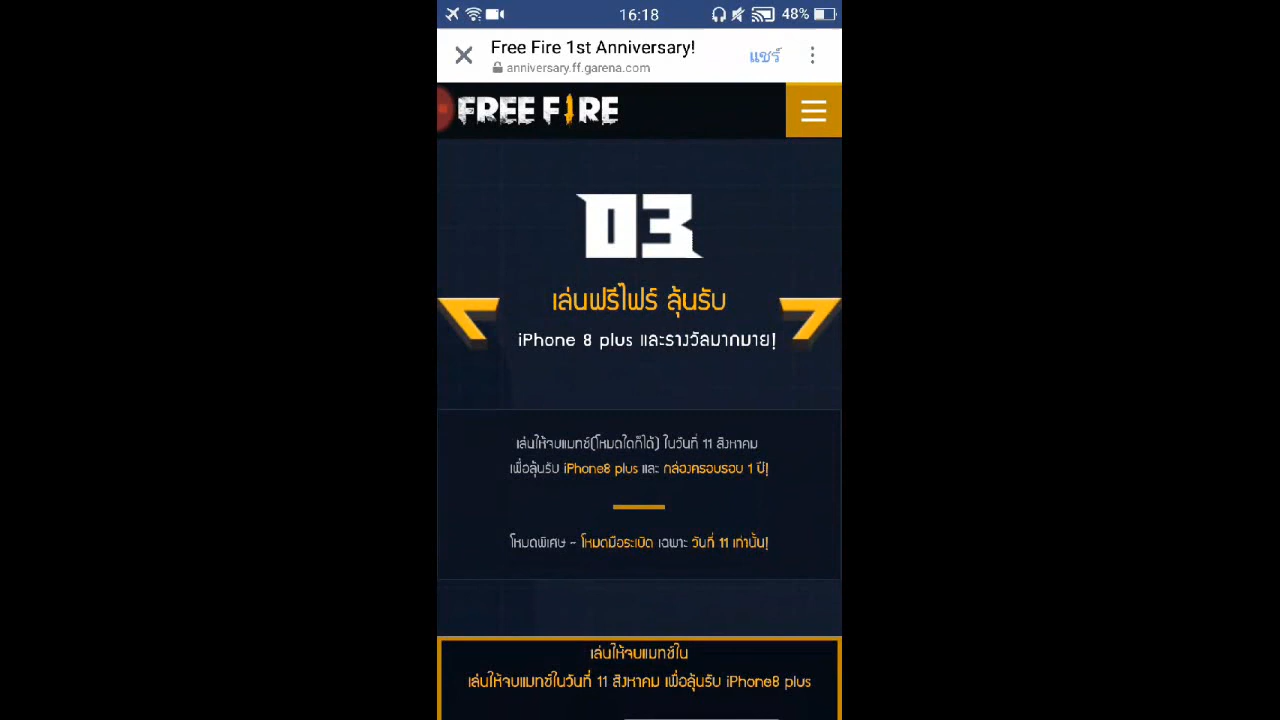 16:18
48%
Free Fire 1st Anniversary!
anniversary.ff.garena.com
แชร์
FREE FIRE
03
เล่นฟรีไฟร์ ลุ้นรับ
iPhone 8 plus และรางวัลมากมาย!
เล่นให้จบแมทช์(โหมดใดก็ได้) ในวันที่ 11 สิงหาคม
เพื่อลุ้นรับ iPhone8 plus และ กล่องครอบรอบ 1 ปี!
โหมดพิเศษ - โหมดมือระเบิด เฉพาะ วันที่ 11 เท่านั้น!
เล่นให้จบแมทช์ใน
เล่นให้จบแมทช์ในวันที่ 11 สิงหาคม เพื่อลุ้นรับ iPhone8 plus